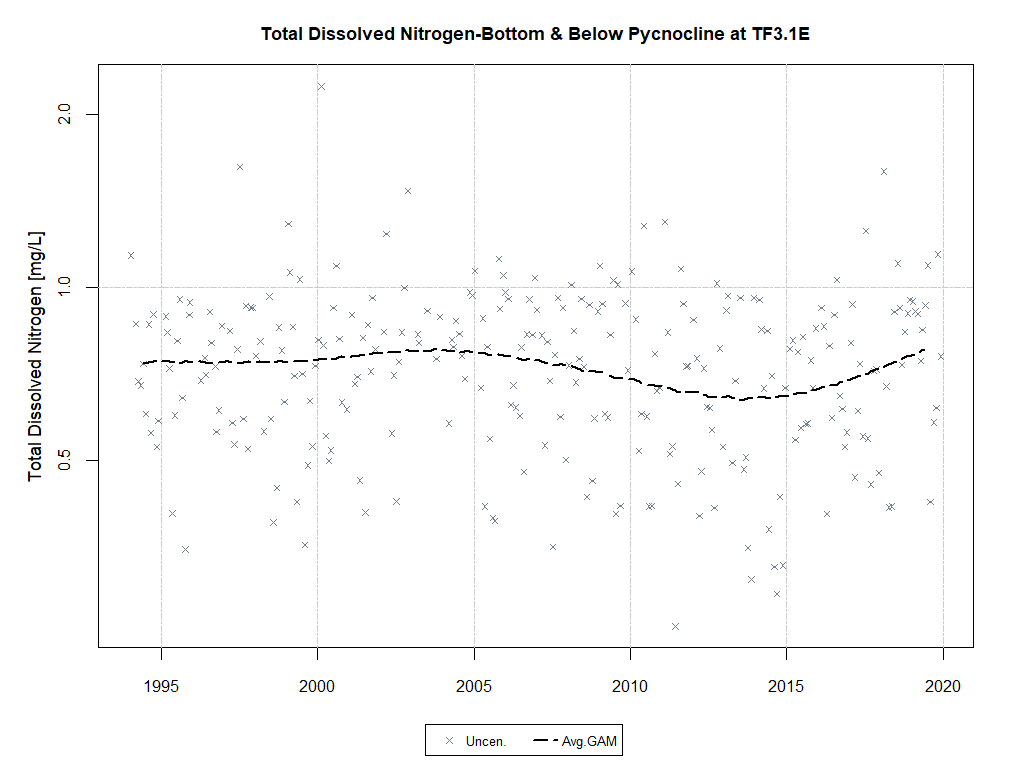 Total Dissolved Nitrogen-Bottom & Below Pycnocline at TF3.1E
Total Dissolved Nitrogen [mg/L]
2.0
1.0
0.5
1995 2000 2005 2010 2015 2020
Uncen. Avg.GAM